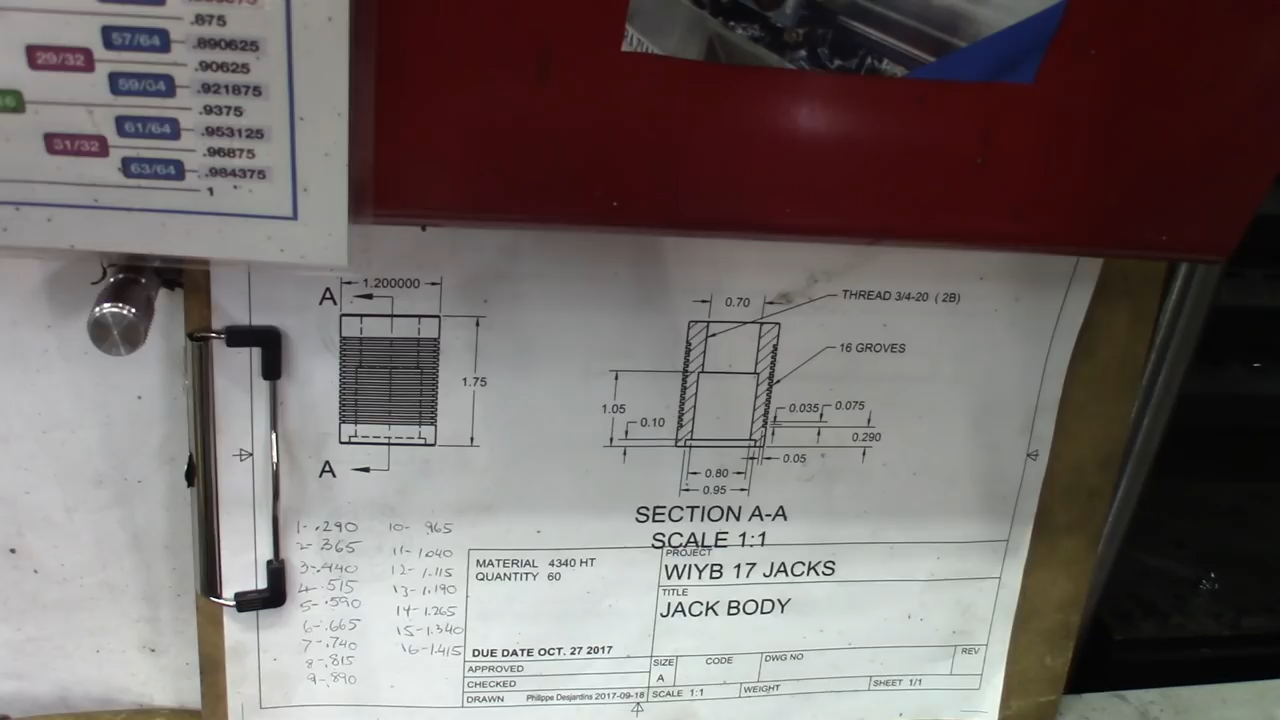 .875
57/64
.890625
29/32
.90625
59/64
.921875
.9375
61/64
.953125
31/32
.96875
63/64
.984375
1
A
1.200000
1.75
A
0.70
THREAD 3/4-20 ( 2B)
16 GROVES
1.05
0.10
0.035
0.075
0.290
0.05
0.80
0.95
SECTION A-A
SCALE 1:1
1-.290
2-.365
3-.440
4-.515
5-.590
6-.665
7-.740
8-.815
9-.890
10- .965
11-1.040
12-1.115
13-1.190
14-1.265
15-1.340
16-1.415
MATERIAL 4340 HT
QUANTITY 60
DUE DATE OCT. 27 2017
APPROVED
CHECKED
DRAWN Philippe Desjardins 2017-09-18
PROJECT
WIYB 17 JACKS
TITLE
JACK BODY
SIZE
A
CODE
DWG NO
REV
SCALE 1:1
WEIGHT
SHEET 1/1